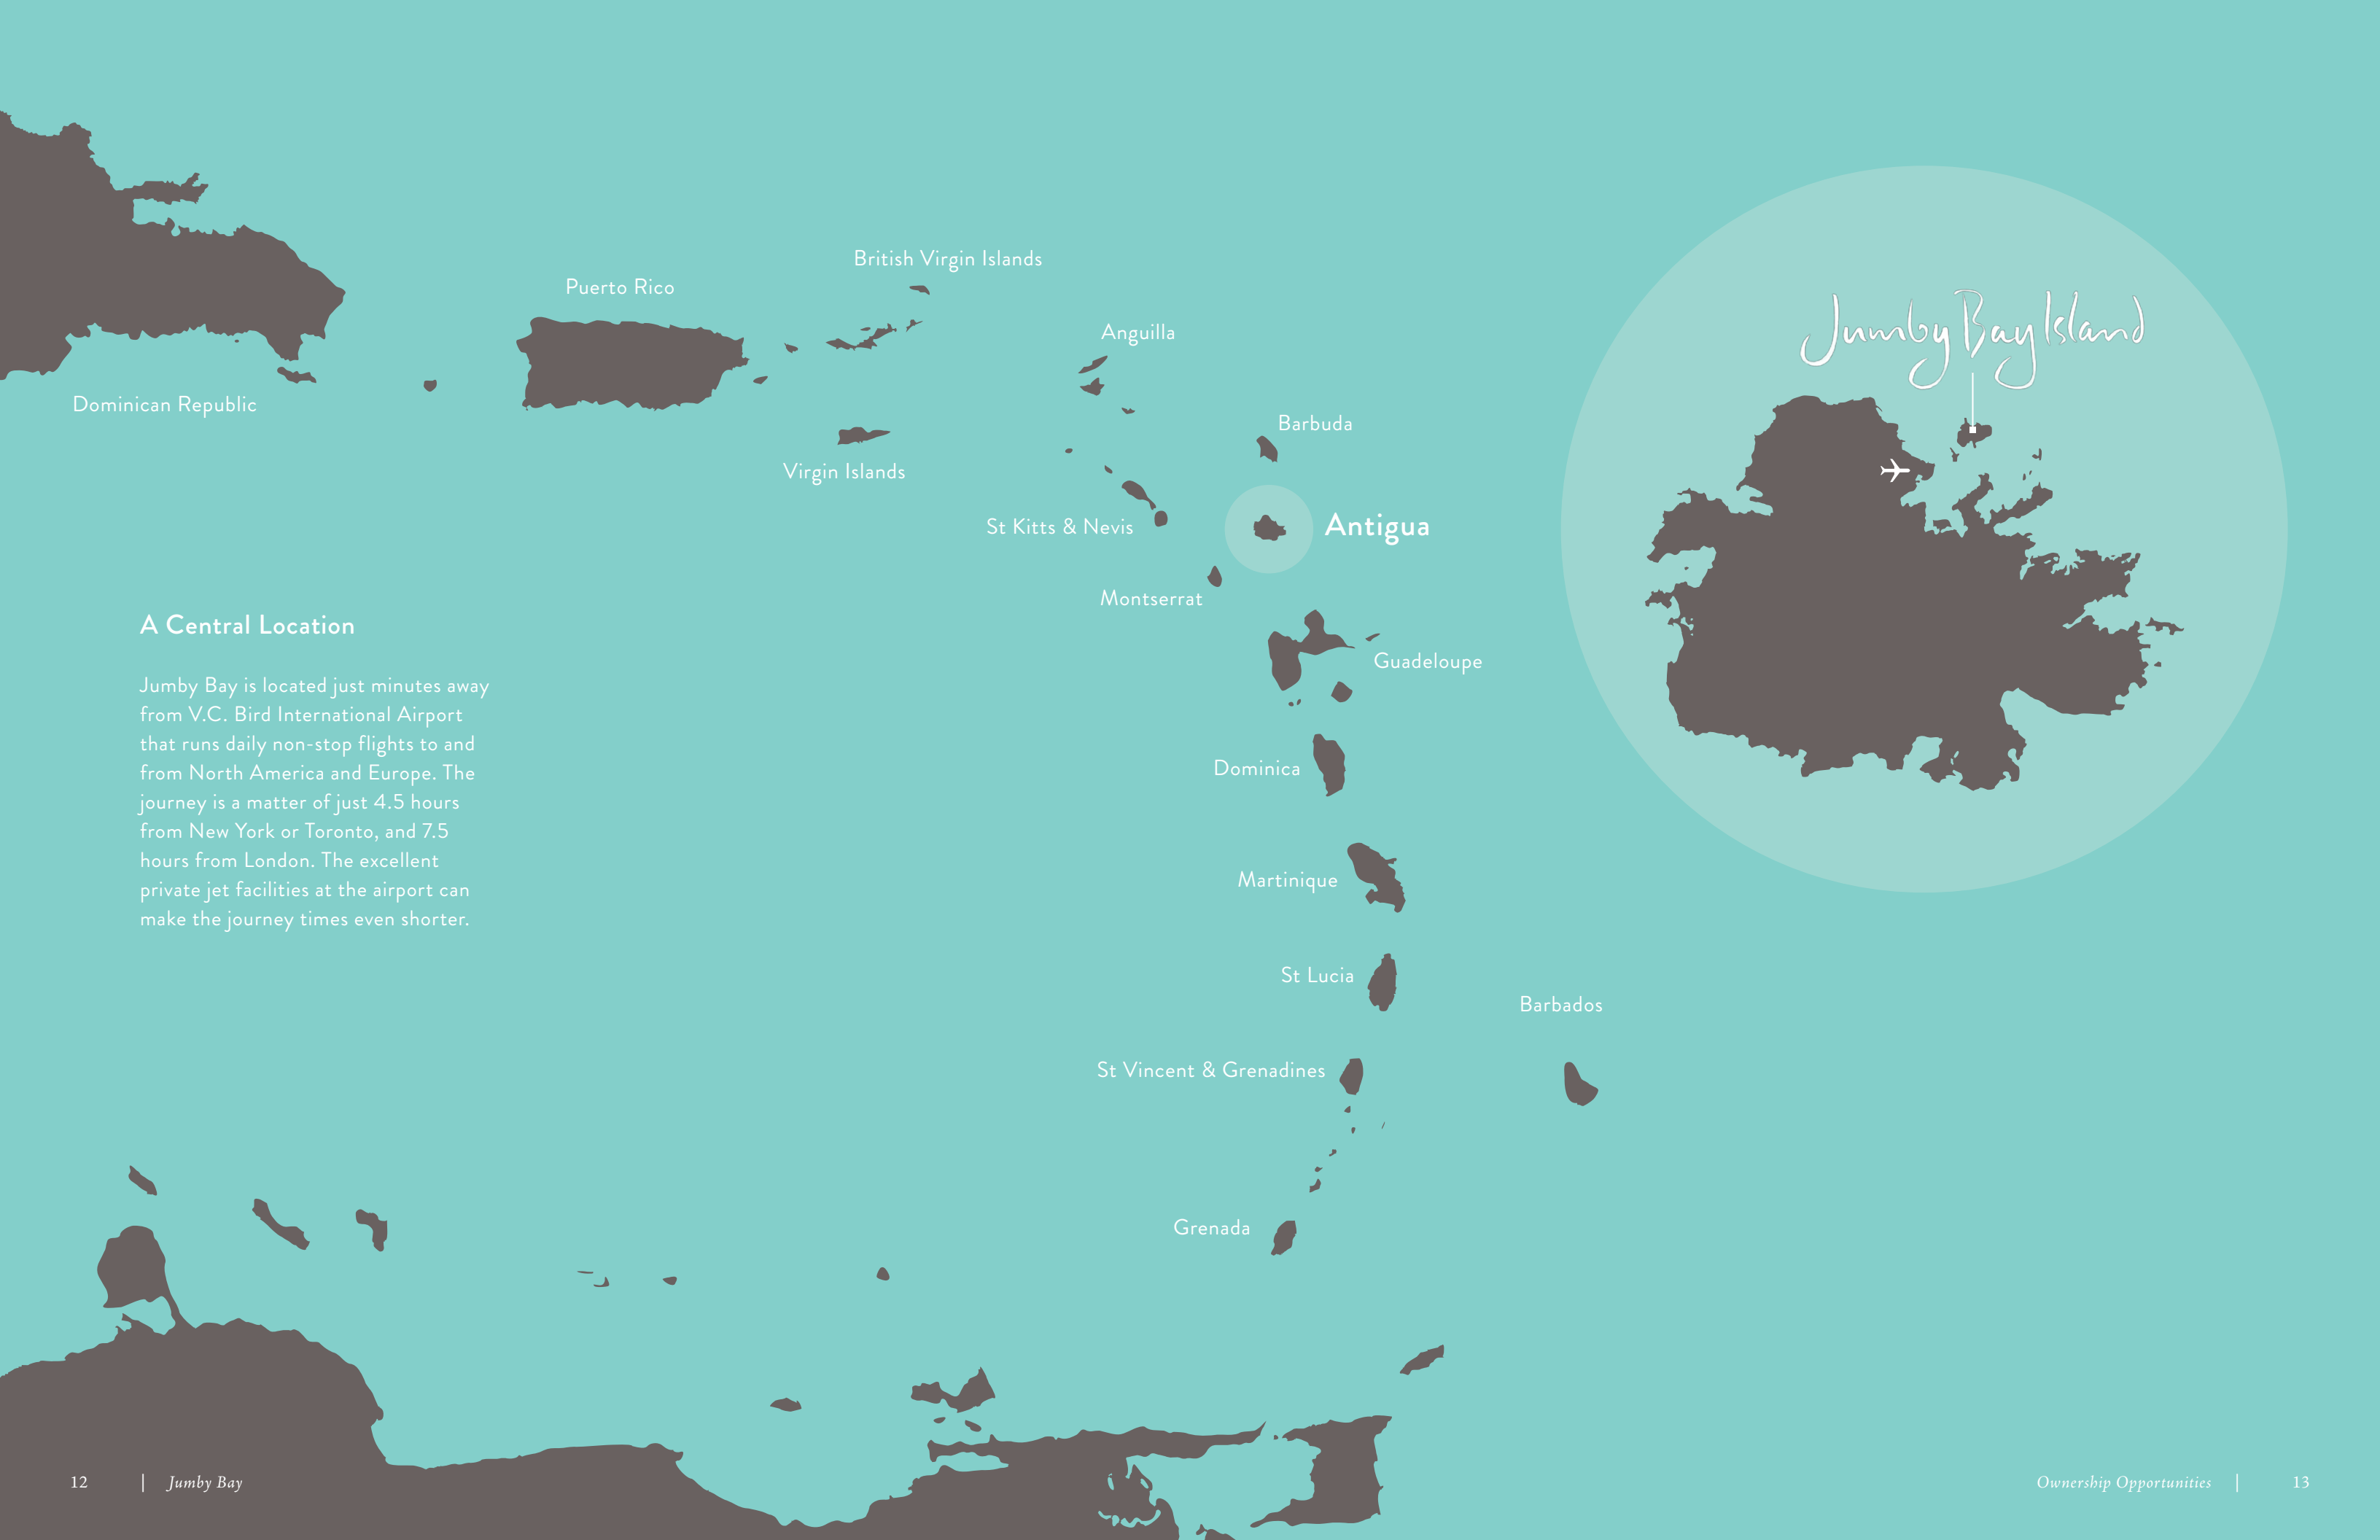 British Virgin Islands
Puerto Rico
Jumby Bay Island
Anguilla
Dominican Republic
Barbuda
Virgin Islands
St Kitts & Nevis
Antigua
Montserrat
A Central Location
Guadeloupe
Jumby Bay is located just minutes away
from V.C. Bird International Airport
that runs daily non-stop flights to and
from North America and Europe. The
journey is a matter of just 4.5 hours
from New York or Toronto, and 7.5
hours from London. The excellent
private jet facilities at the airport can
make the journey times even shorter.
Dominica
Martinique
St Lucia
Barbados
St Vincent & Grenadines
Grenada
12 | Jumby Bay
Ownership Opportunities | 13